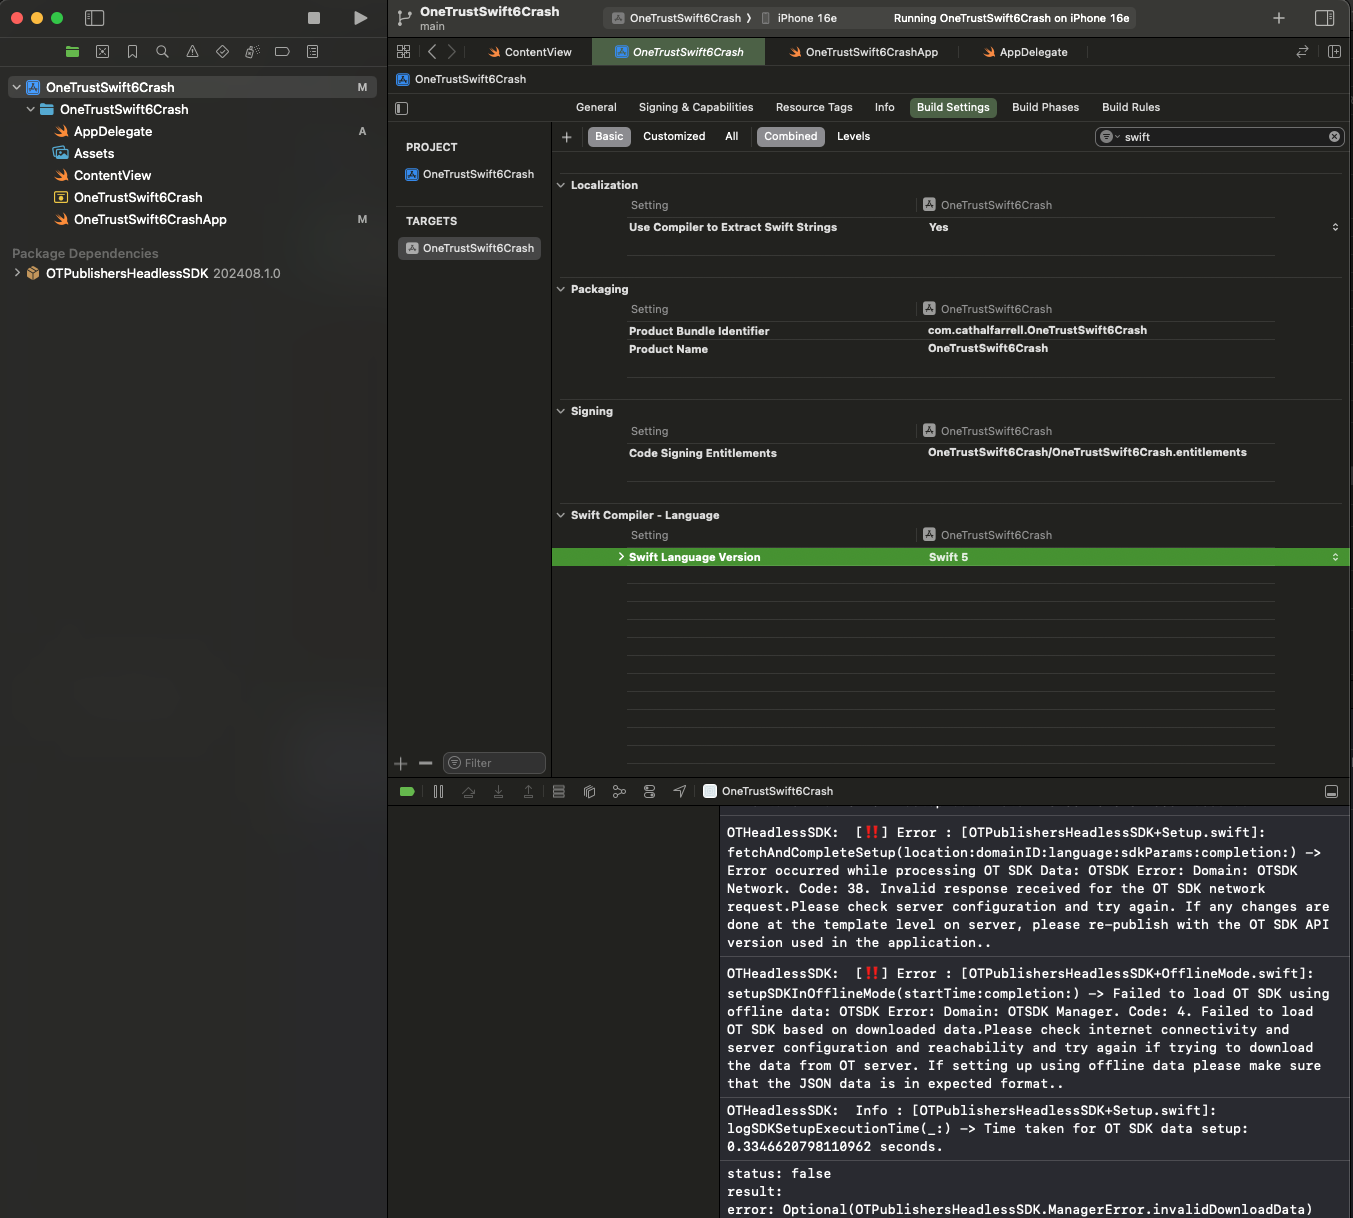 OneTrustSwift6Crash
main
OneTrustSwift6Crash
iPhone 16e
Running OneTrustSwift6Crash on iPhone 16e
ContentView
OneTrustSwift6Crash
OneTrustSwift6CrashApp
AppDelegate
OneTrustSwift6Crash M
OneTrustSwift6Crash
AppDelegate A
Assets
ContentView
OneTrustSwift6Crash
OneTrustSwift6CrashApp M
Package Dependencies
OTPublishersHeadlessSDK 202408.1.0
OneTrustSwift6Crash
General Signing & Capabilities Resource Tags Info Build Settings Build Phases Build Rules
PROJECT
OneTrustSwift6Crash
TARGETS
OneTrustSwift6Crash
Filter
Basic Customized All Combined Levels
swift
Localization
Setting OneTrustSwift6Crash
Use Compiler to Extract Swift Strings Yes
Packaging
Setting OneTrustSwift6Crash
Product Bundle Identifier com.cathalfarrell.OneTrustSwift6Crash
Product Name OneTrustSwift6Crash
Signing
Setting OneTrustSwift6Crash
Code Signing Entitlements OneTrustSwift6Crash/OneTrustSwift6Crash.entitlements
Swift Compiler - Language
Setting OneTrustSwift6Crash
Swift Language Version Swift 5
OneTrustSwift6Crash
OTHeadlessSDK: [‼️] Error : [OTPublishersHeadlessSDK+Setup.swift]:
fetchAndCompleteSetup(location:domainID:language:sdkParams:completion:) ->
Error occurred while processing OT SDK Data: OTSDK Error: Domain: OTSDK
Network. Code: 38. Invalid response received for the OT SDK network
request.Please check server configuration and try again. If any changes are
done at the template level on server, please re-publish with the OT SDK API
version used in the application..
OTHeadlessSDK: [‼️] Error : [OTPublishersHeadlessSDK+OfflineMode.swift]:
setupSDKInOfflineMode(startTime:completion:) -> Failed to load OT SDK using
offline data: OTSDK Error: Domain: OTSDK Manager. Code: 4. Failed to load
OT SDK based on downloaded data.Please check internet connectivity and
server configuration and reachability and try again if trying to download
the data from OT server. If setting up using offline data please make sure
that the JSON data is in expected format..
OTHeadlessSDK: Info : [OTPublishersHeadlessSDK+Setup.swift]:
logSDKSetupExecutionTime(_:) -> Time taken for OT SDK data setup:
0.3346620798110962 seconds.
status: false
result:
error: Optional(OTPublishersHeadlessSDK.ManagerError.invalidDownloadData)